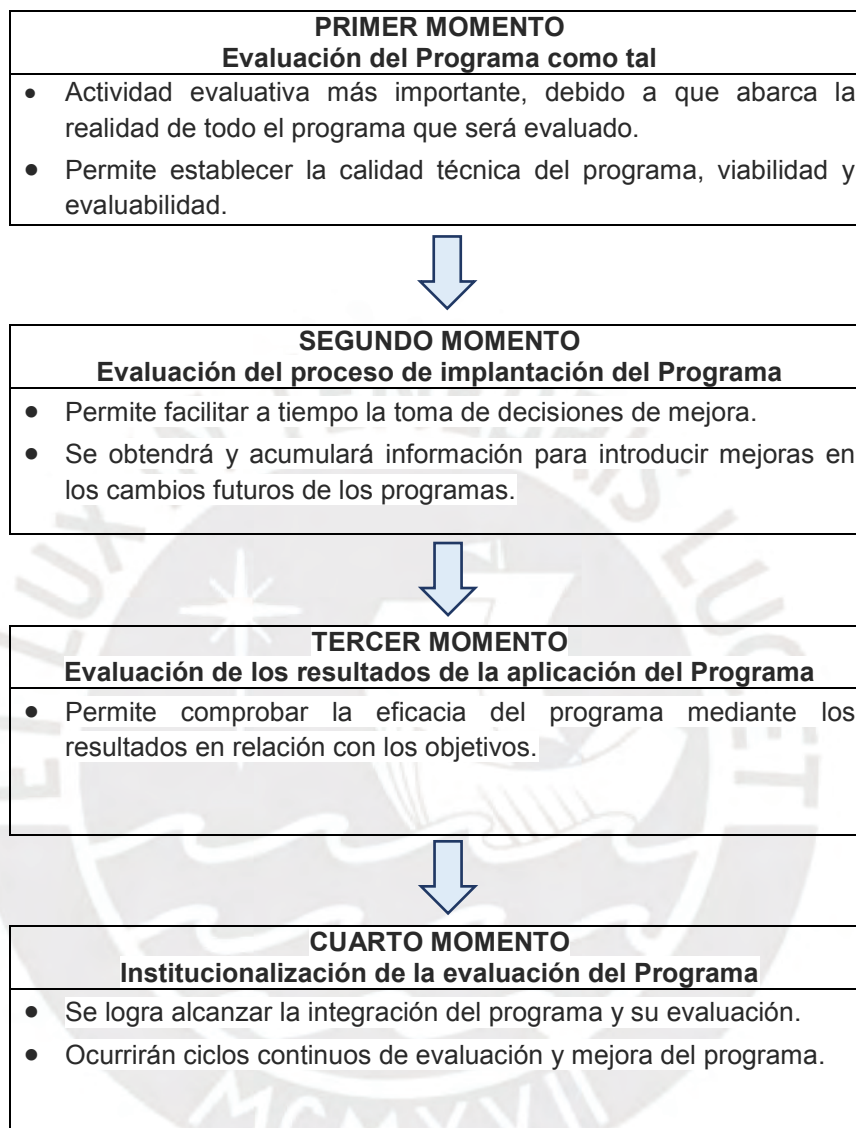 PRIMER MOMENTO
Evaluación del Programa como tal
• Actividad evaluativa más importante, debido a que abarca la
realidad de todo el programa que será evaluado.
• Permite establecer la calidad técnica del programa, viabilidad y
evaluabilidad.
SEGUNDO MOMENTO
Evaluación del proceso de implantación del Programa
• Permite facilitar a tiempo la toma de decisiones de mejora.
• Se obtendrá y acumulará información para introducir mejoras en
los cambios futuros de los programas.
TERCER MOMENTO
Evaluación de los resultados de la aplicación del Programa
• Permite comprobar la eficacia del programa mediante los
resultados en relación con los objetivos.
CUARTO MOMENTO
Institucionalización de la evaluación del Programa
• Se logra alcanzar la integración del programa y su evaluación.
• Ocurrirán ciclos continuos de evaluación y mejora del programa.
MCMXVII